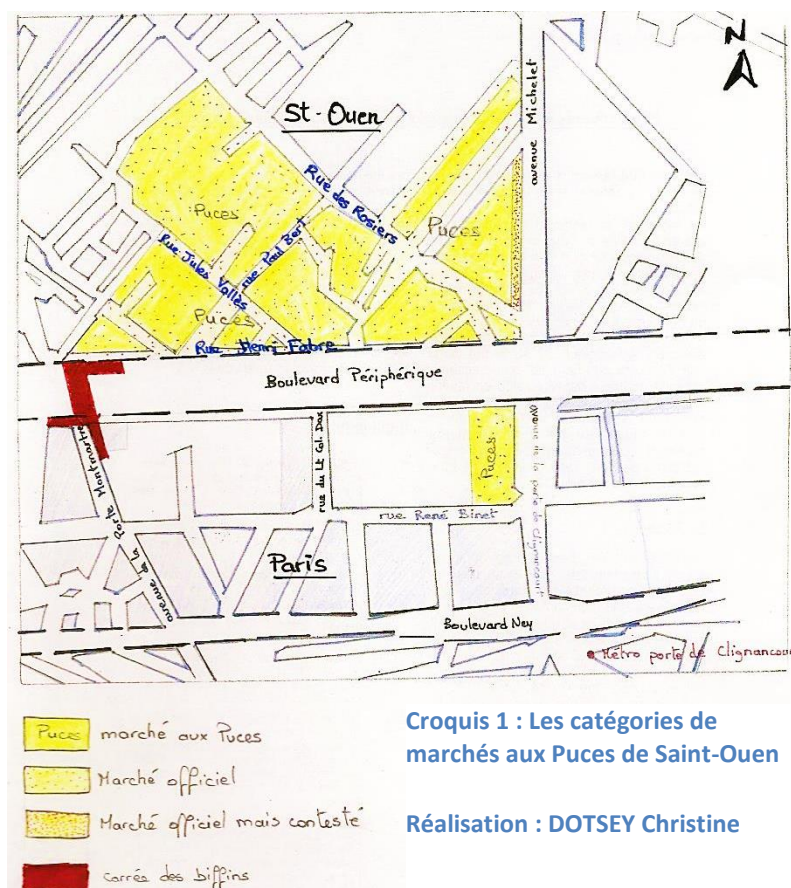 N
St-Ouen
avenue Michelet
Rue des Rosiers
Puces
Puces
rue Paul Bert
Rue Jules Vallès
Puces
Rue Henri Fabre
Boulevard Périphérique
avenue de la Porte Montmartre
rue du Lt Col. Dax
Puces
avenue de la porte de Clignancourt
rue René Binet
Paris
Boulevard Ney
Métro porte de Clignancou
Puces marché aux Puces
Marché officiel
Marché officiel mais contesté
carrée des biffins
Croquis 1 : Les catégories de
marchés aux Puces de Saint-Ouen
Réalisation : DOTSEY Christine